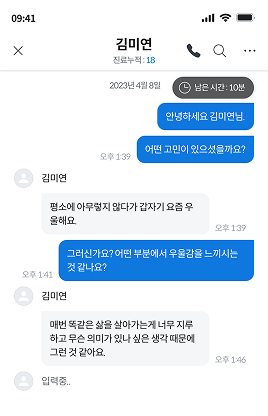 09:41
김미연
진료누적 : 18
2023년 4월 8일
남은 시간 : 10분
안녕하세요 김미연님.
어떤 고민이 있으셨을까요?
오후 1:39
김미연
평소에 아무렇지 않다가 갑자기 요즘 우
울해요.
오후 1:39
그러신가요? 어떤 부분에서 우울감을 느끼시는
것 같나요?
오후 1:41
김미연
매번 똑같은 삶을 살아가는게 너무 지루
하고 무슨 의미가 있나 싶은 생각 때문에
그런 것 같아요.
오후 1:46
입력중..